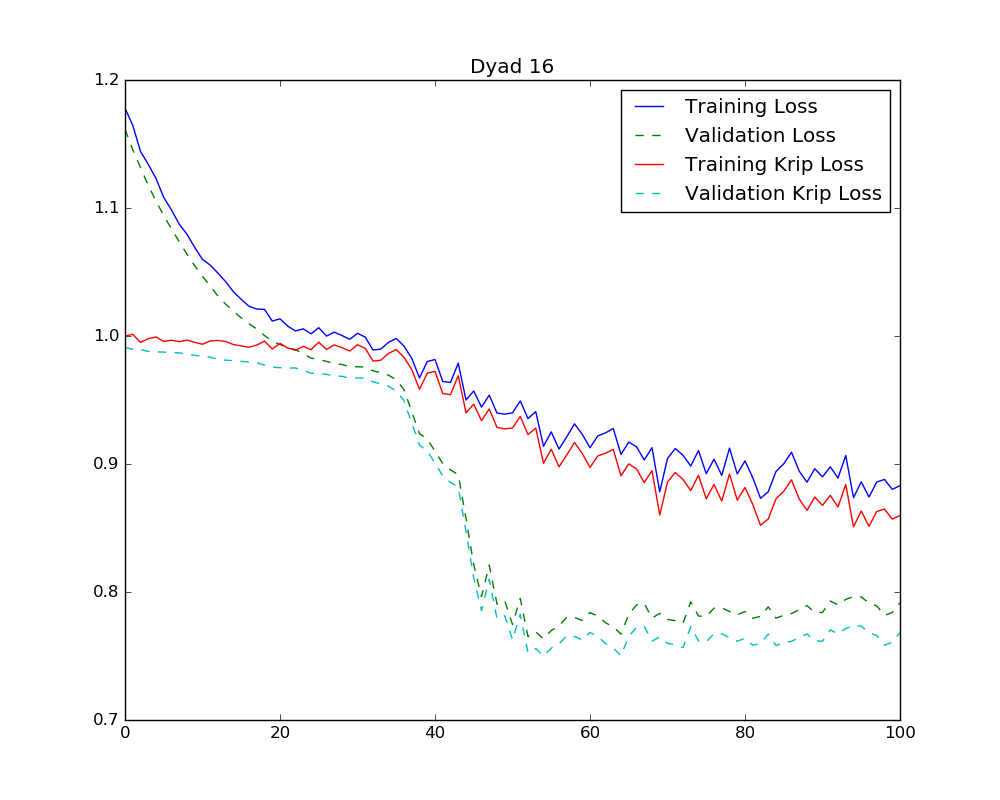 Dyad 16
1.2
1.1
1.0
0.9
0.8
0.7
0 20 40 60 80 100
Training Loss
Validation Loss
Training Krip Loss
Validation Krip Loss